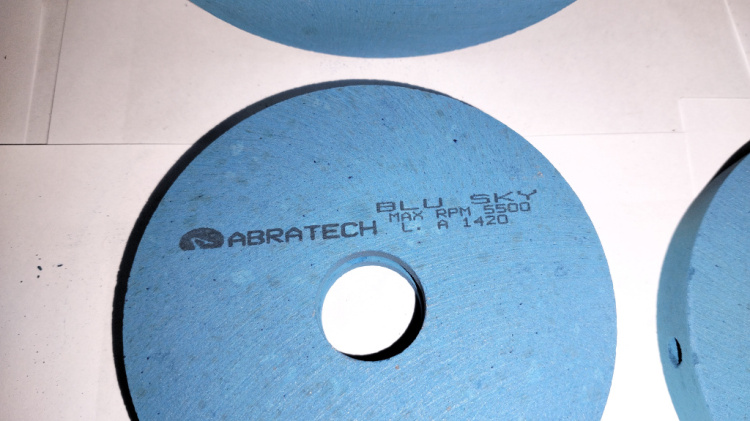 BLU SKY
MAX RPM 5500
ABRATECH L. A 1420